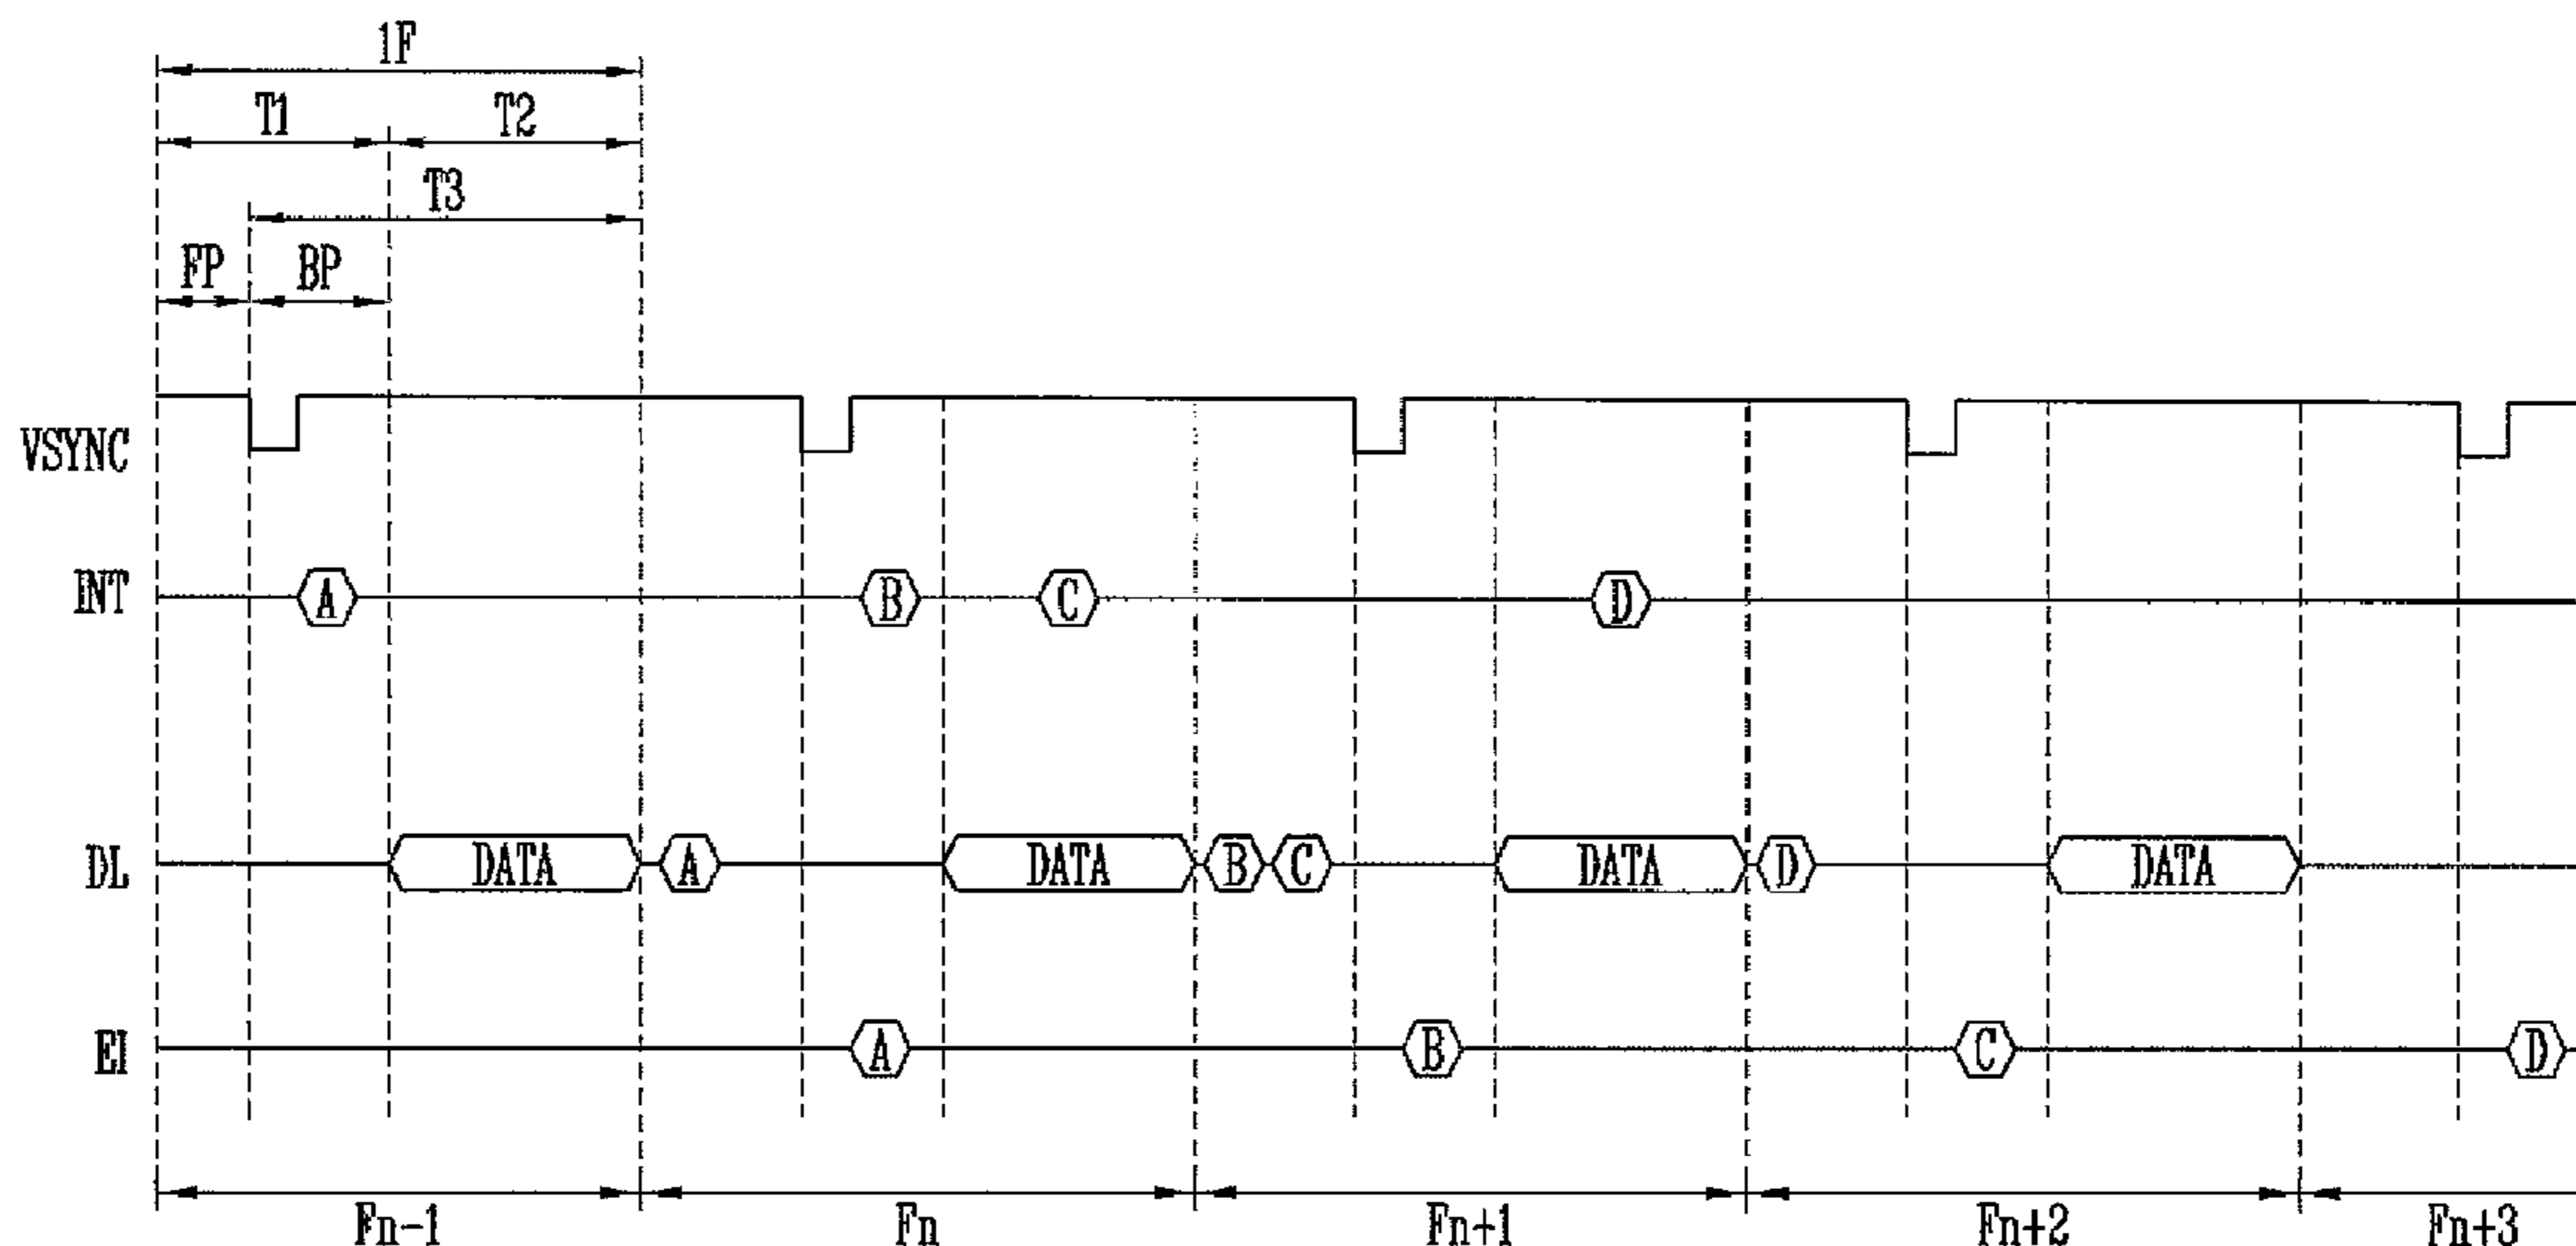 1F
T1 T2
T3
FP BP
VSYNC
INT A B C D
DL DATA A DATA B C DATA D DATA
EI A B C D
Fn-1 Fn Fn+1 Fn+2 Fn+3